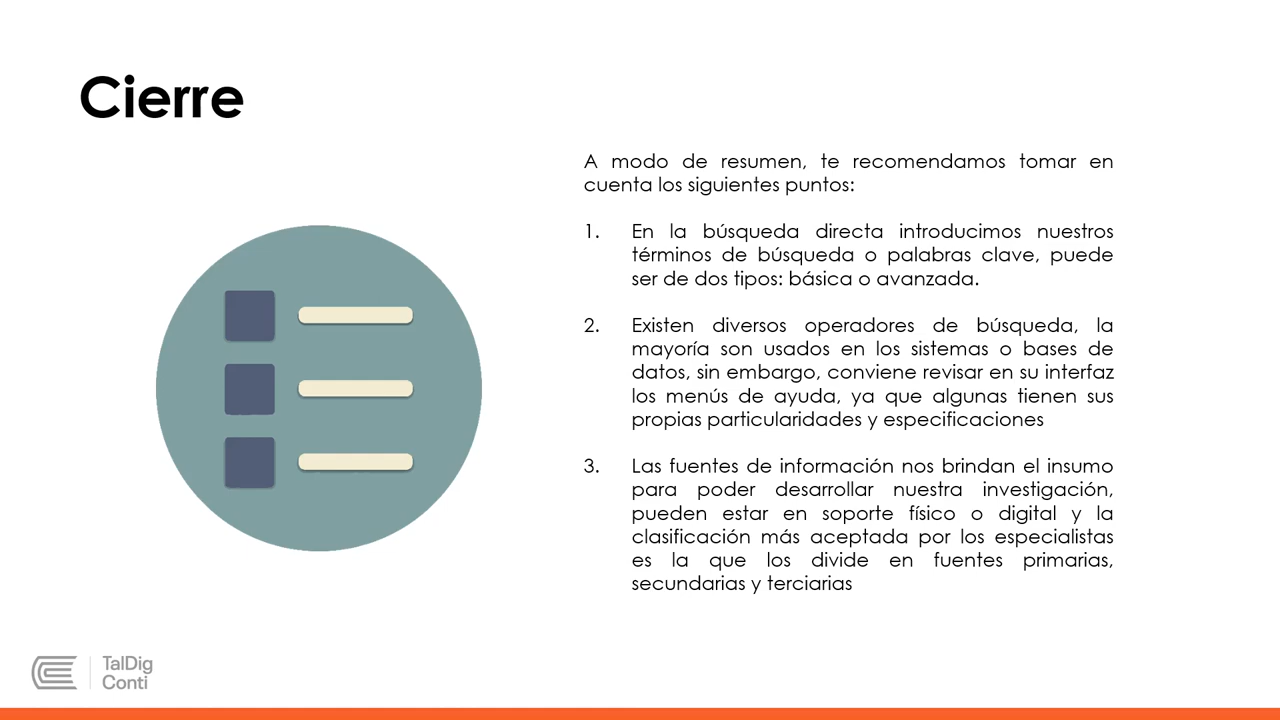 Cierre
A modo de resumen, te recomendamos tomar en
cuenta los siguientes puntos:
1. En la búsqueda directa introducimos nuestros
términos de búsqueda o palabras clave, puede
ser de dos tipos: básica o avanzada.
2. Existen diversos operadores de búsqueda, la
mayoría son usados en los sistemas o bases de
datos, sin embargo, conviene revisar en su interfaz
los menús de ayuda, ya que algunas tienen sus
propias particularidades y especificaciones
3. Las fuentes de información nos brindan el insumo
para poder desarrollar nuestra investigación,
pueden estar en soporte físico o digital y la
clasificación más aceptada por los especialistas
es la que los divide en fuentes primarias,
secundarias y terciarias
TalDig
Conti